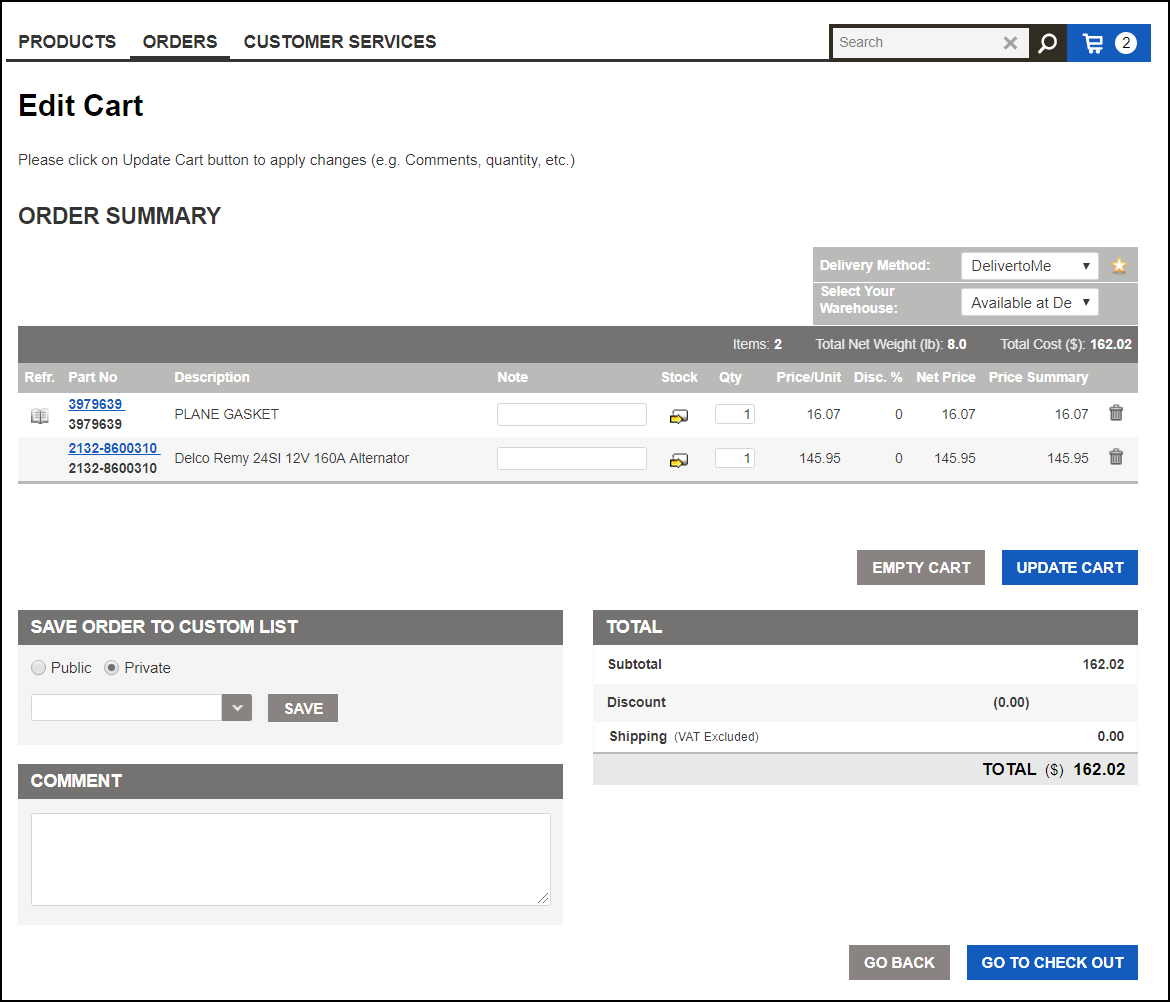 PRODUCTS ORDERS CUSTOMER SERVICES Search 2
Edit Cart
Please click on Update Cart button to apply changes (e.g. Comments, quantity, etc.)
ORDER SUMMARY
Delivery Method: DelivertoMe
Select Your
Warehouse: Available at De
Items: 2 Total Net Weight (lb): 8.0 Total Cost ($): 162.02
Refr. Part No Description Note Stock Qty Price/Unit Disc. % Net Price Price Summary
3979639
3979639 PLANE GASKET 1 16.07 0 16.07 16.07
2132-8600310
2132-8600310 Delco Remy 24SI 12V 160A Alternator 1 145.95 0 145.95 145.95
EMPTY CART UPDATE CART
SAVE ORDER TO CUSTOM LIST
Public Private
SAVE
COMMENT
TOTAL
Subtotal 162.02
Discount (0.00)
Shipping (VAT Excluded) 0.00
TOTAL ($) 162.02
GO BACK GO TO CHECK OUT